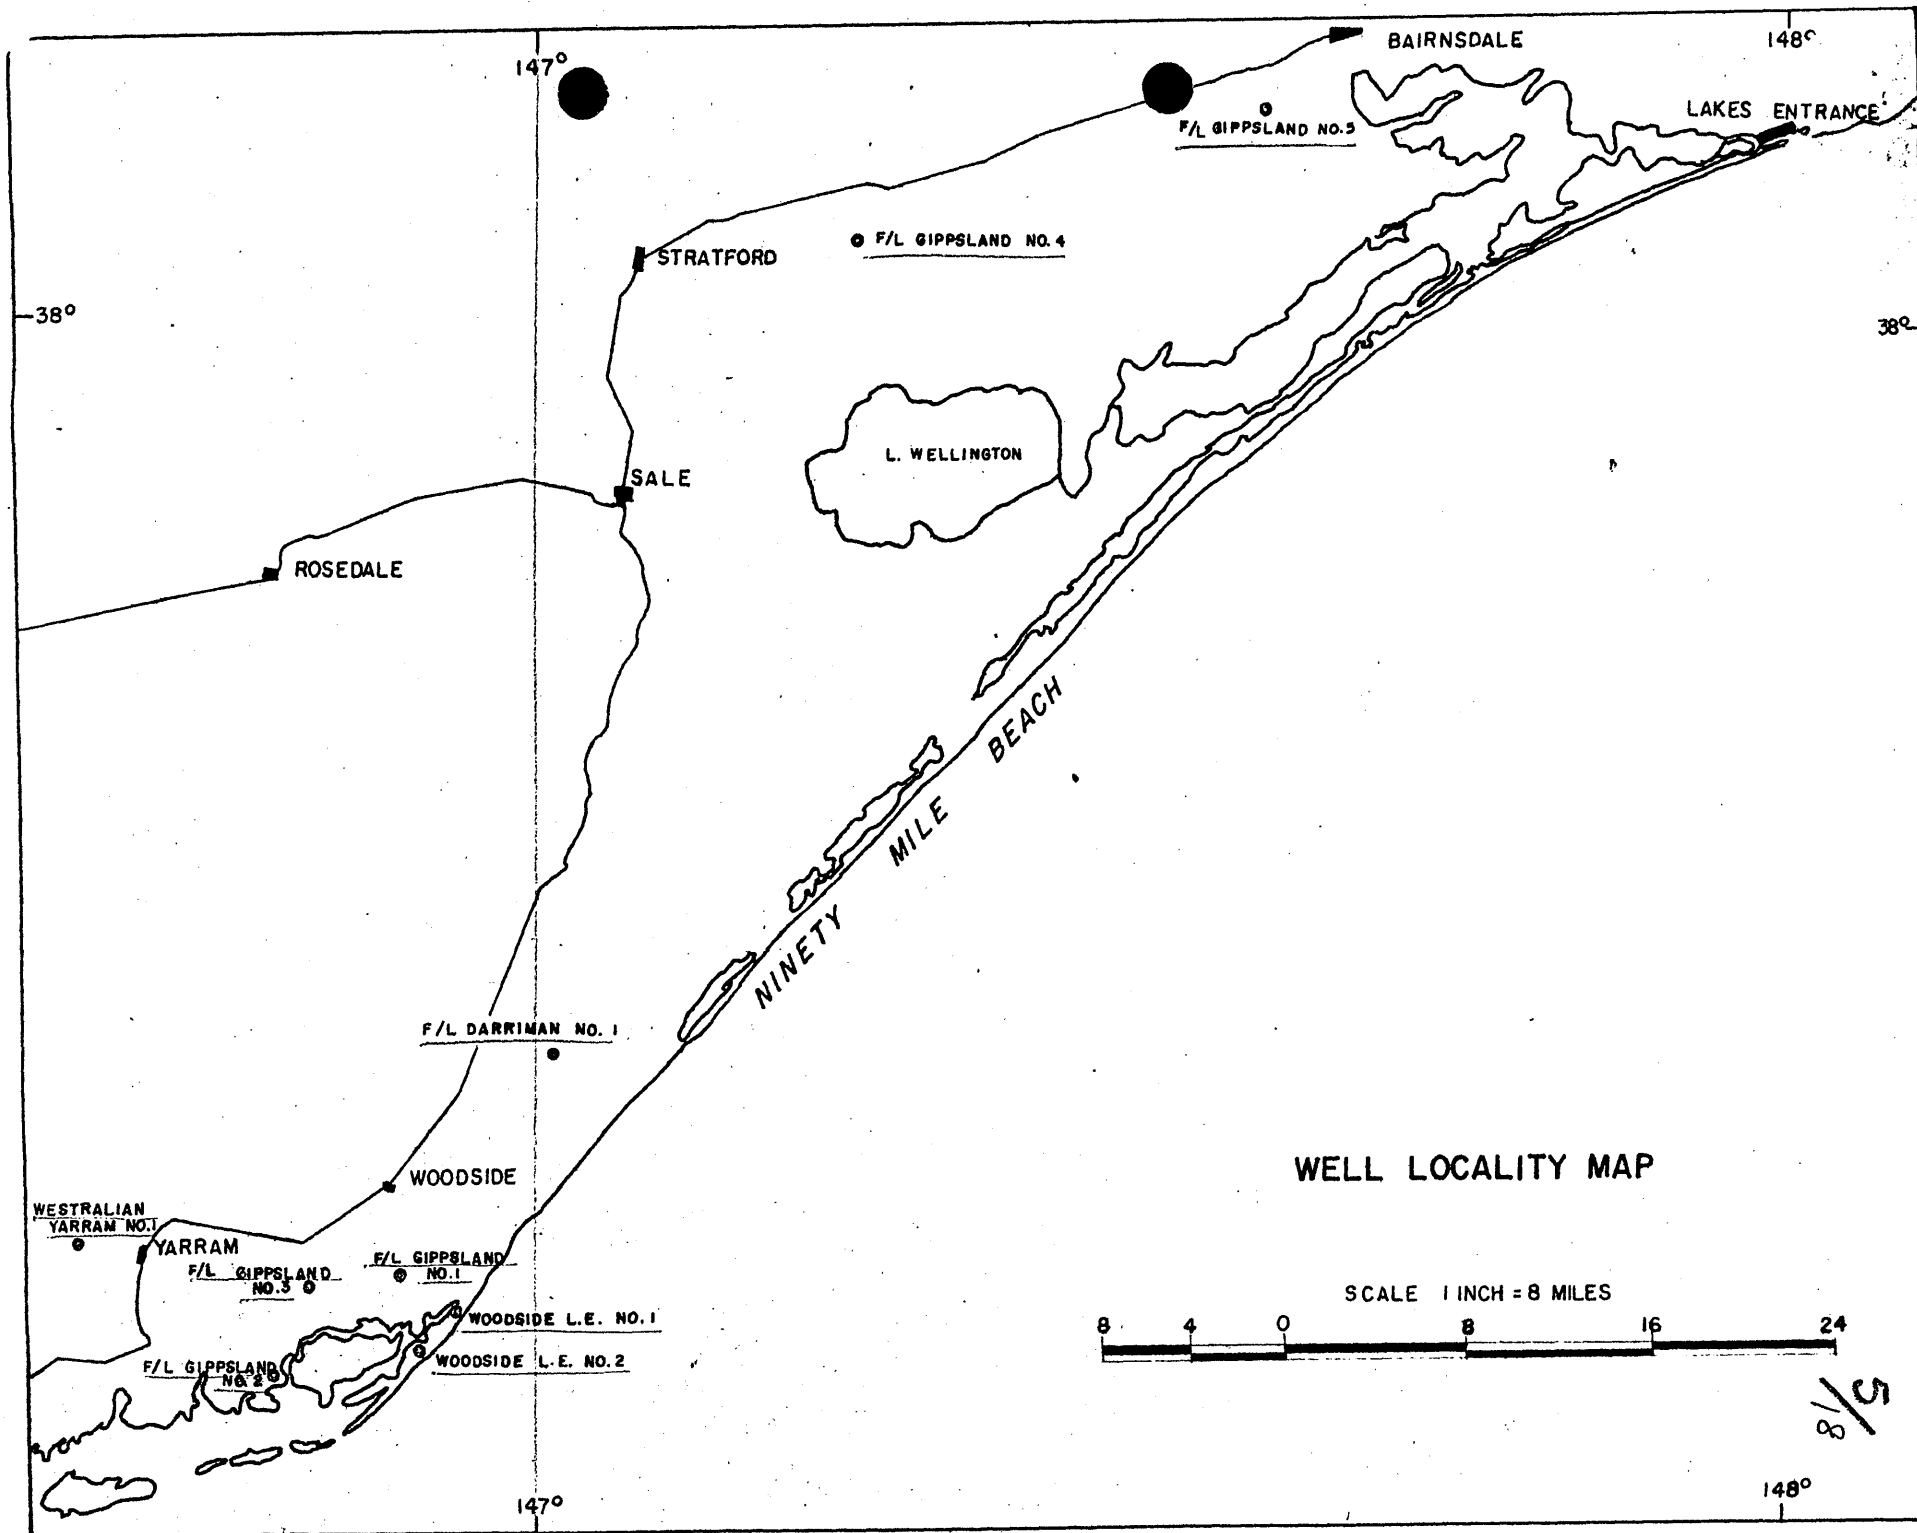 147°
BAIRNSDALE
148°
LAKES ENTRANCE
F/L GIPPSLAND NO.5
F/L GIPPSLAND NO. 4
STRATFORD
38°
38°
L. WELLINGTON
SALE
ROSEDALE
NINETY MILE BEACH
F/L DARRIMAN NO. 1
WOODSIDE
WELL LOCALITY MAP
WESTRALIAN
YARRAM NO.1
YARRAM
F/L GIPPSLAND
NO.3
F/L GIPPSLAND
NO.1
SCALE 1 INCH = 8 MILES
8 4 0 8 16 24
WOODSIDE L.E. NO. 1
WOODSIDE L.E. NO. 2
F/L GIPPSLAND
NO. 2
5/18
147°
148°